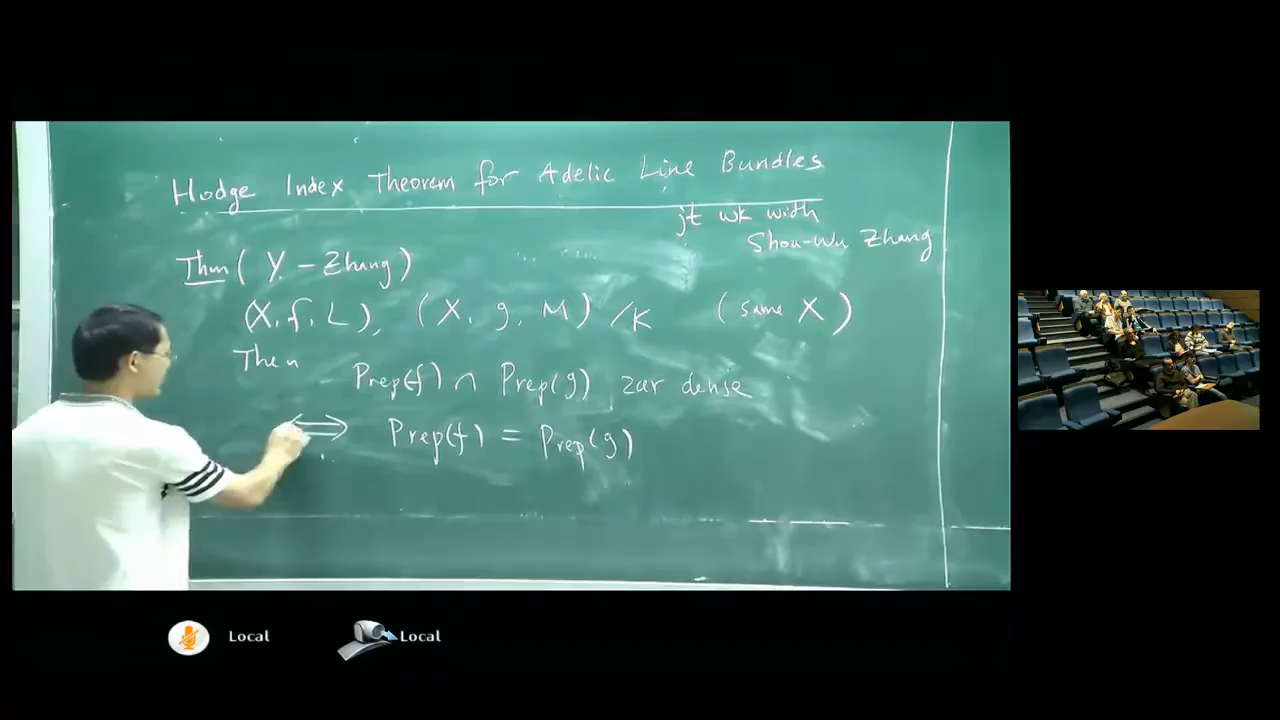 Hodge Index Theorem for Adelic Line Bundles
jt wk with
Shou-Wu Zhang
Thm (Y. - Zhang)
(X, f, L), (X, g, M) /K (same X)
Then
Prep(f) ∩ Prep(g) zar dense
⟺ Prep(f) = Prep(g)
Local Local